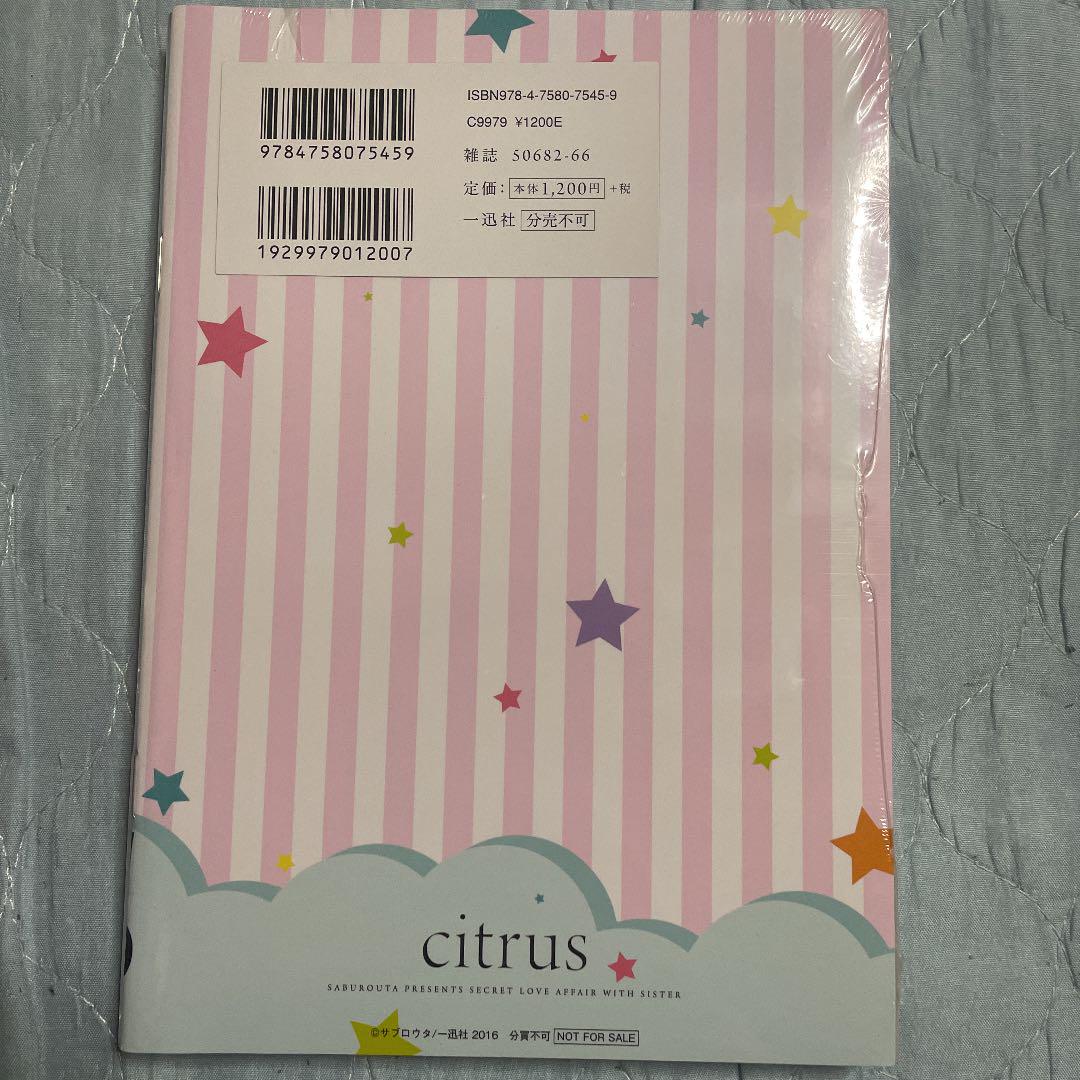 ISBN978-4-7580-7545-9
C9979 ¥1200E
9784758075459
雑誌 50682-66
定価：本体1,200円+税
一迅社 分売不可
1929979012007
citrus
SABUROUTA PRESENTS SECRET LOVE AFFAIR WITH SISTER
©サブロウタ/一迅社 2016 分買不可 NOT FOR SALE